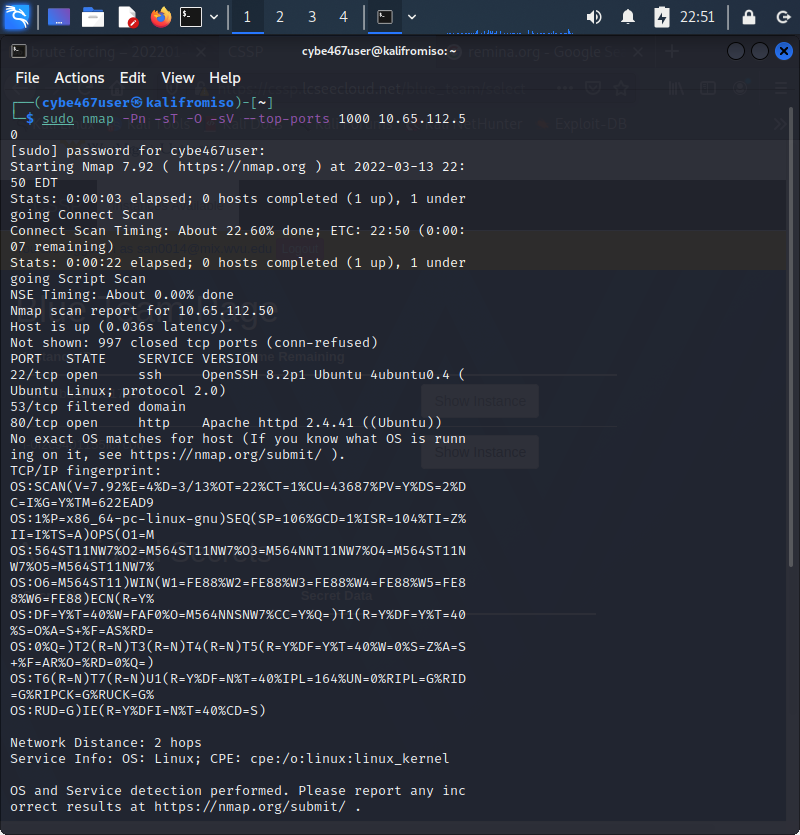 1 2 3 4
22:51
cybe467user@kalifromiso: ~
File Actions Edit View Help
┌──(cybe467user㉿kalifromiso)-[~]
└─$ sudo nmap -Pn -sT -O -sV --top-ports 1000 10.65.112.5
0
[sudo] password for cybe467user:
Starting Nmap 7.92 ( https://nmap.org ) at 2022-03-13 22:
50 EDT
Stats: 0:00:03 elapsed; 0 hosts completed (1 up), 1 under
going Connect Scan
Connect Scan Timing: About 22.60% done; ETC: 22:50 (0:00:
07 remaining)
Stats: 0:00:22 elapsed; 0 hosts completed (1 up), 1 under
going Script Scan
NSE Timing: About 0.00% done
Nmap scan report for 10.65.112.50
Host is up (0.036s latency).
Not shown: 997 closed tcp ports (conn-refused)
PORT   STATE    SERVICE VERSION
22/tcp open     ssh     OpenSSH 8.2p1 Ubuntu 4ubuntu0.4 (
Ubuntu Linux; protocol 2.0)
53/tcp filtered domain
80/tcp open     http    Apache httpd 2.4.41 ((Ubuntu))
No exact OS matches for host (If you know what OS is runn
ing on it, see https://nmap.org/submit/ ).
TCP/IP fingerprint:
OS:SCAN(V=7.92%E=4%D=3/13%OT=22%CT=1%CU=43687%PV=Y%DS=2%D
C=I%G=Y%TM=622EAD9
OS:1%P=x86_64-pc-linux-gnu)SEQ(SP=106%GCD=1%ISR=104%TI=Z%
II=I%TS=A)OPS(O1=M
OS:564ST11NW7%O2=M564ST11NW7%O3=M564NNT11NW7%O4=M564ST11N
W7%O5=M564ST11NW7%
OS:O6=M564ST11)WIN(W1=FE88%W2=FE88%W3=FE88%W4=FE88%W5=FE8
8%W6=FE88)ECN(R=Y%
OS:DF=Y%T=40%W=FAF0%O=M564NNSNW7%CC=Y%Q=)T1(R=Y%DF=Y%T=40
%S=O%A=S+%F=AS%RD=
OS:0%Q=)T2(R=N)T3(R=N)T4(R=N)T5(R=Y%DF=Y%T=40%W=0%S=Z%A=S
+%F=AR%O=%RD=0%Q=)
OS:T6(R=N)T7(R=N)U1(R=Y%DF=N%T=40%IPL=164%UN=0%RIPL=G%RID
=G%RIPCK=G%RUCK=G%
OS:RUD=G)IE(R=Y%DFI=N%T=40%CD=S)
Network Distance: 2 hops
Service Info: OS: Linux; CPE: cpe:/o:linux:linux_kernel
OS and Service detection performed. Please report any inc
orrect results at https://nmap.org/submit/ .